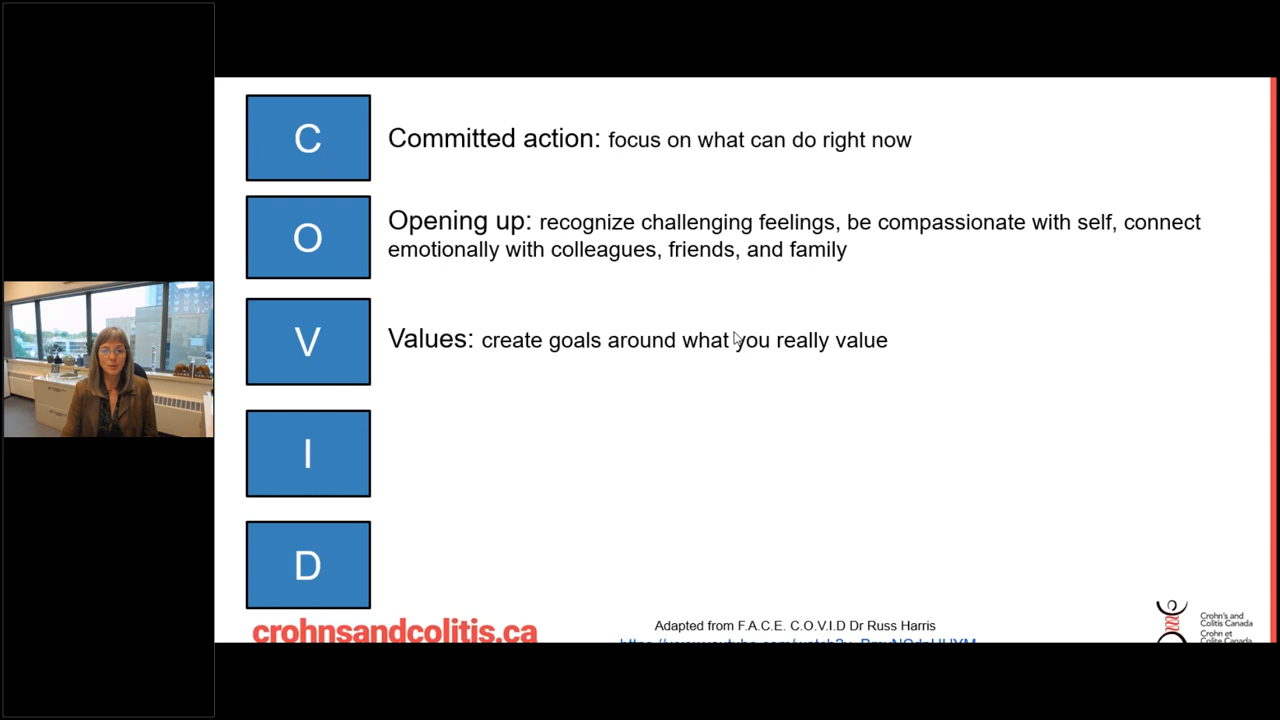 C
Committed action: focus on what can do right now
O
Opening up: recognize challenging feelings, be compassionate with self, connect
emotionally with colleagues, friends, and family
V
Values: create goals around what you really value
I
D
crohnsandcolitis.ca
Adapted from F.A.C.E. C.O.V.I.D Dr Russ Harris
Crohn's and
Colitis Canada
Crohn et
Colite Canada